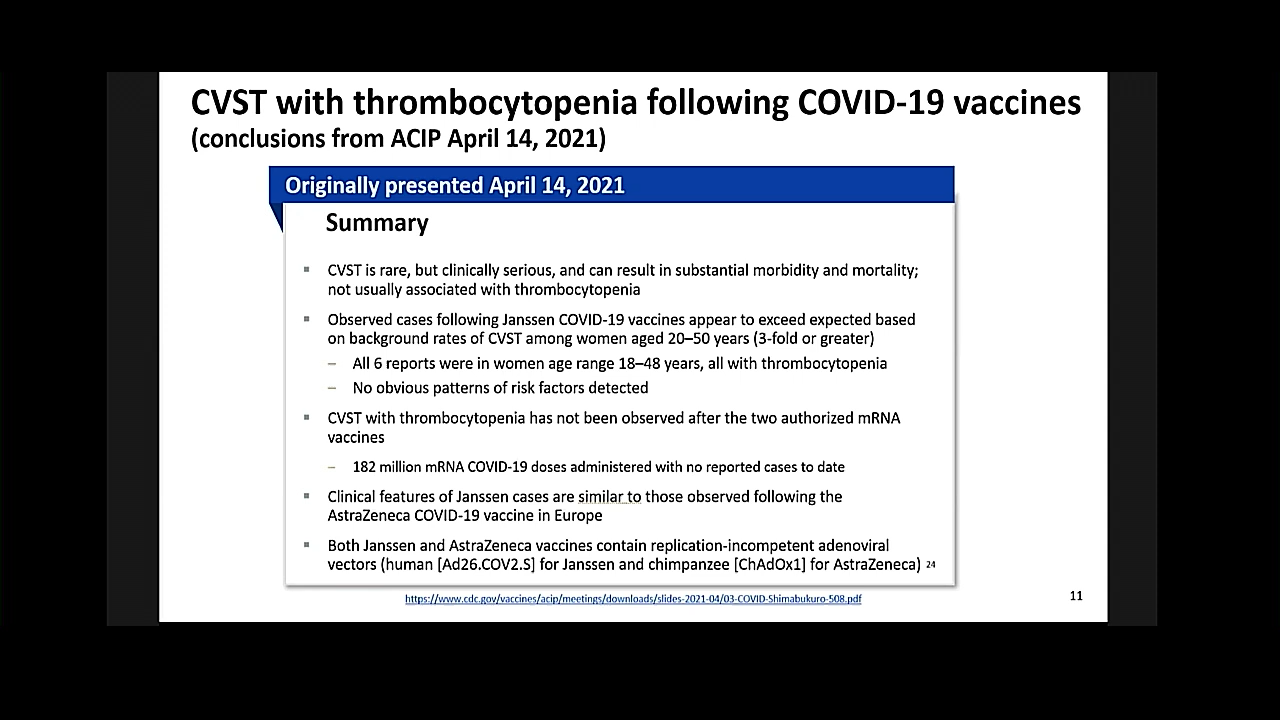 CVST with thrombocytopenia following COVID-19 vaccines
(conclusions from ACIP April 14, 2021)
Originally presented April 14, 2021
Summary
▪ CVST is rare, but clinically serious, and can result in substantial morbidity and mortality;
not usually associated with thrombocytopenia
▪ Observed cases following Janssen COVID-19 vaccines appear to exceed expected based
on background rates of CVST among women aged 20–50 years (3-fold or greater)
– All 6 reports were in women age range 18–48 years, all with thrombocytopenia
– No obvious patterns of risk factors detected
▪ CVST with thrombocytopenia has not been observed after the two authorized mRNA
vaccines
– 182 million mRNA COVID-19 doses administered with no reported cases to date
▪ Clinical features of Janssen cases are similar to those observed following the
AstraZeneca COVID-19 vaccine in Europe
▪ Both Janssen and AstraZeneca vaccines contain replication-incompetent adenoviral
vectors (human [Ad26.COV2.S] for Janssen and chimpanzee [ChAdOx1] for AstraZeneca) 24
https://www.cdc.gov/vaccines/acip/meetings/downloads/slides-2021-04/03-COVID-Shimabukuro-508.pdf
11